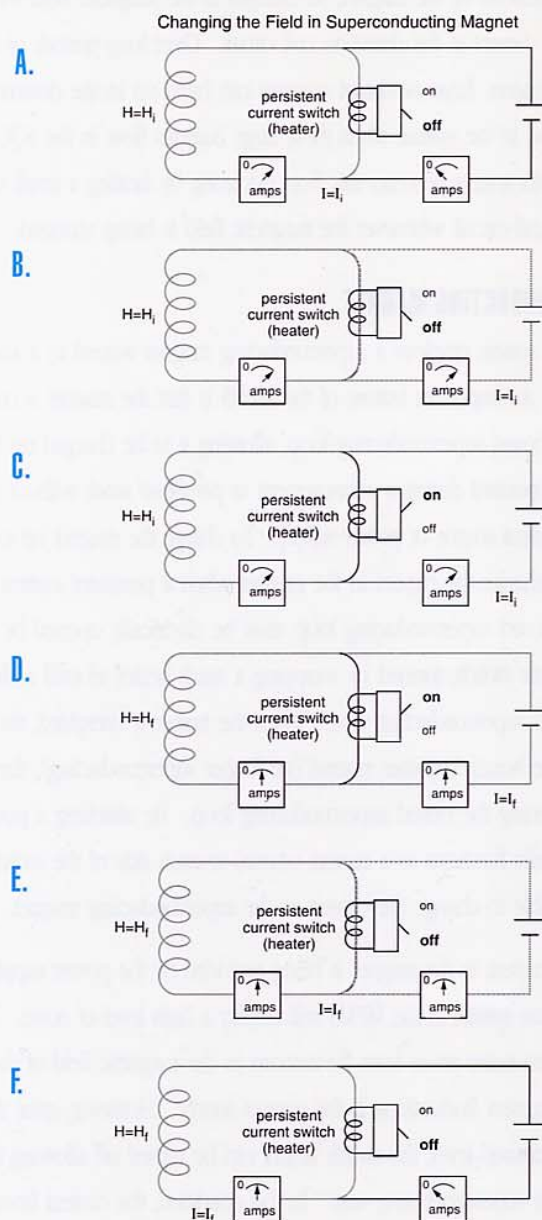 Changing the Field in Superconducting Magnet
A.
H=Hi
persistent
current switch
(heater)
on
off
0
amps
I=Ii
0
amps
B.
H=Hi
persistent
current switch
(heater)
on
off
0
amps
0
amps
I=Ii
C.
H=Hi
persistent
current switch
(heater)
on
off
0
amps
0
amps
I=Ii
D.
H=Hf
persistent
current switch
(heater)
on
off
0
amps
0
amps
I=If
E.
H=Hf
persistent
current switch
(heater)
on
off
0
amps
I=If
0
amps
F.
H=Hf
persistent
current switch
(heater)
on
off
I=If
0
amps
0
amps